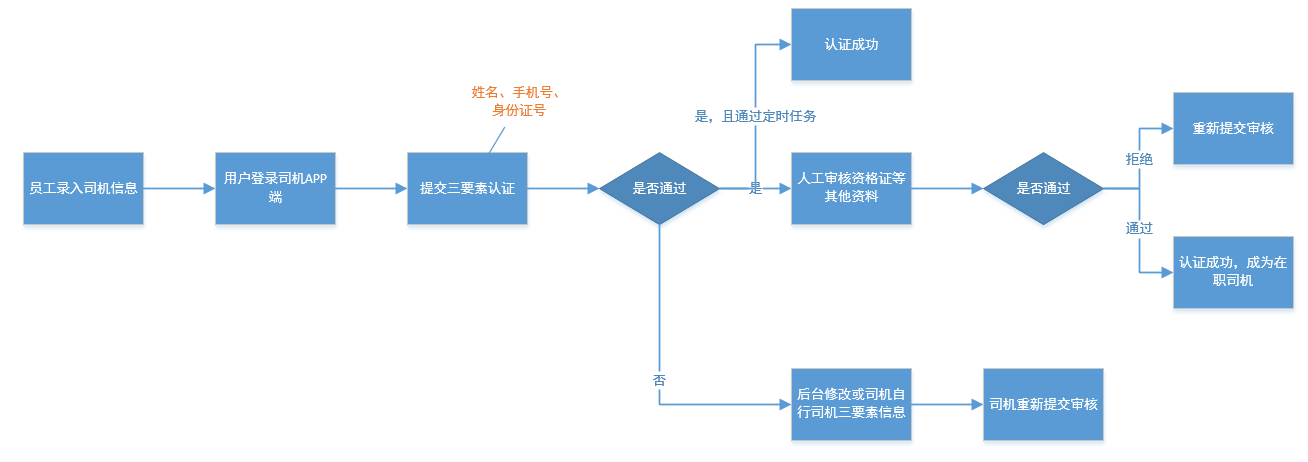 认证成功
姓名、手机号、
身份证号
是，且通过定时任务
重新提交审核
拒绝
员工录入司机信息
用户登录司机APP
端
提交三要素认证
是否通过
是
人工审核资格证等
其他资料
是否通过
通过
认证成功，成为在
职司机
否
后台修改或司机自
行司机三要素信息
司机重新提交审核